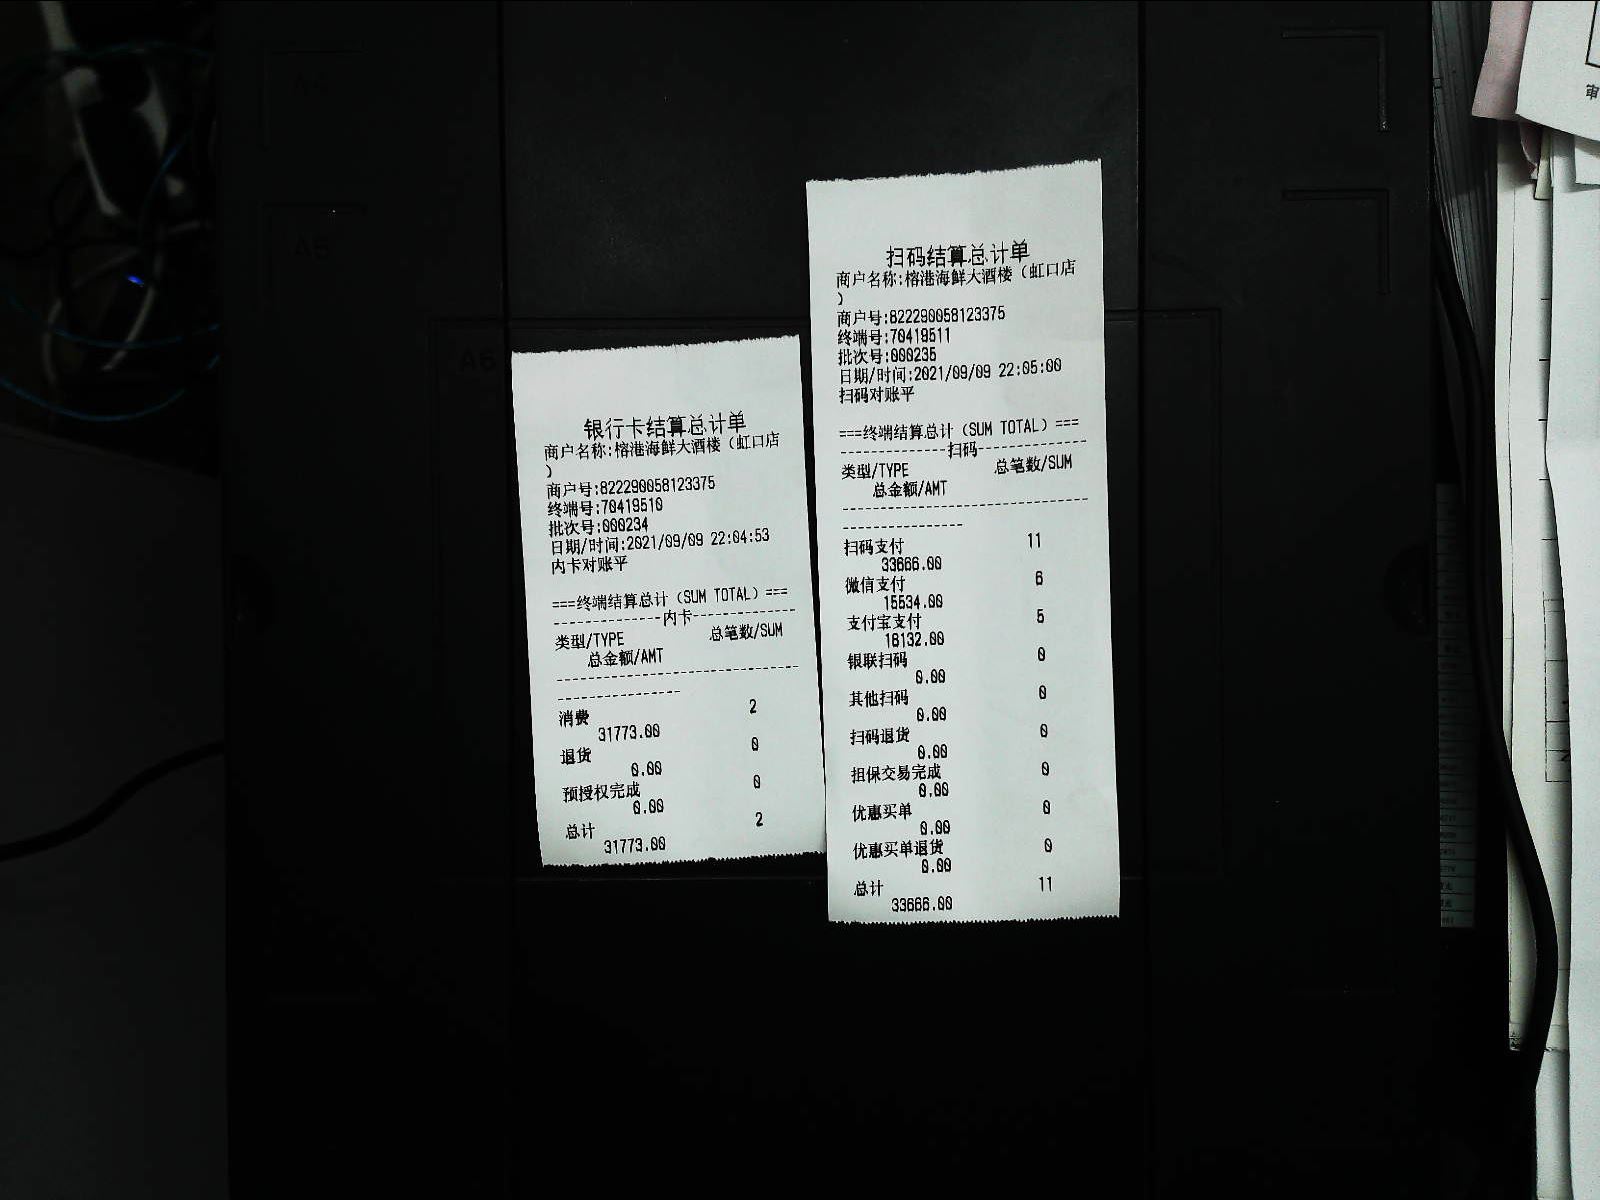 银行卡结算总计单
商户名称:榕港海鲜大酒楼（虹口店
）
商户号:822290058123375
终端号:70419510
批次号:000234
日期/时间:2021/09/09 22:04:53
内卡对账平
===终端结算总计（SUM TOTAL）===
--------------内卡--------------
类型/TYPE 总笔数/SUM
总金额/AMT
消费 2
31773.00
退货 0
0.00
预授权完成 0
0.00
总计 2
31773.00
扫码结算总计单
商户名称:榕港海鲜大酒楼（虹口店
）
商户号:822290058123375
终端号:70419511
批次号:000235
日期/时间:2021/09/09 22:05:00
扫码对账平
===终端结算总计（SUM TOTAL）===
--------------扫码--------------
类型/TYPE 总笔数/SUM
总金额/AMT
扫码支付 11
33666.00
微信支付 6
15534.00
支付宝支付 5
18132.00
银联扫码 0
0.00
其他扫码 0
0.00
扫码退货 0
0.00
担保交易完成 0
0.00
优惠买单 0
0.00
优惠买单退货 0
0.00
总计 11
33666.00
A4
A5
A6
审